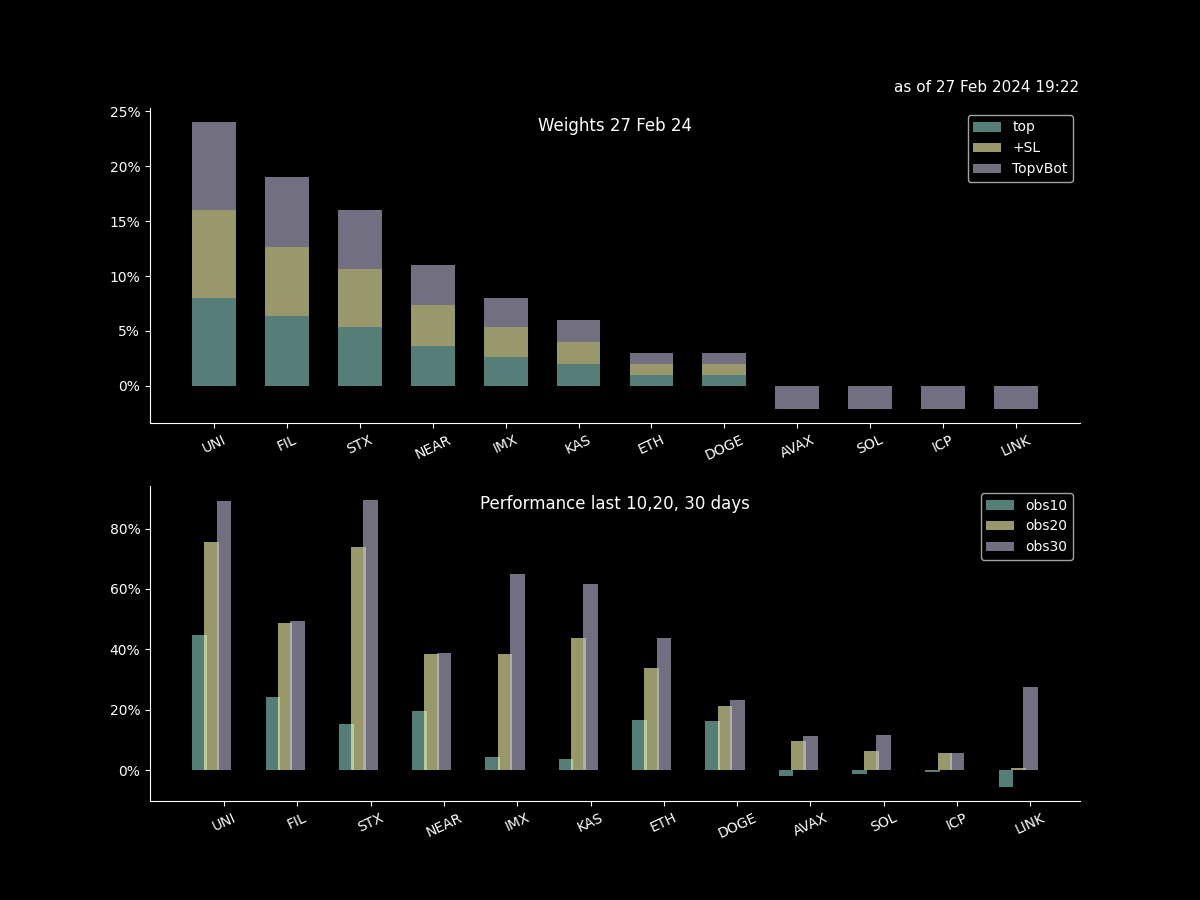 as of 27 Feb 2024 19:22
Weights 27 Feb 24
top
+SL
TopvBot
25%
20%
15%
10%
5%
0%
UNI FIL STX NEAR IMX KAS ETH DOGE AVAX SOL ICP LINK
Performance last 10,20, 30 days
obs10
obs20
obs30
80%
60%
40%
20%
0%
UNI FIL STX NEAR IMX KAS ETH DOGE AVAX SOL ICP LINK